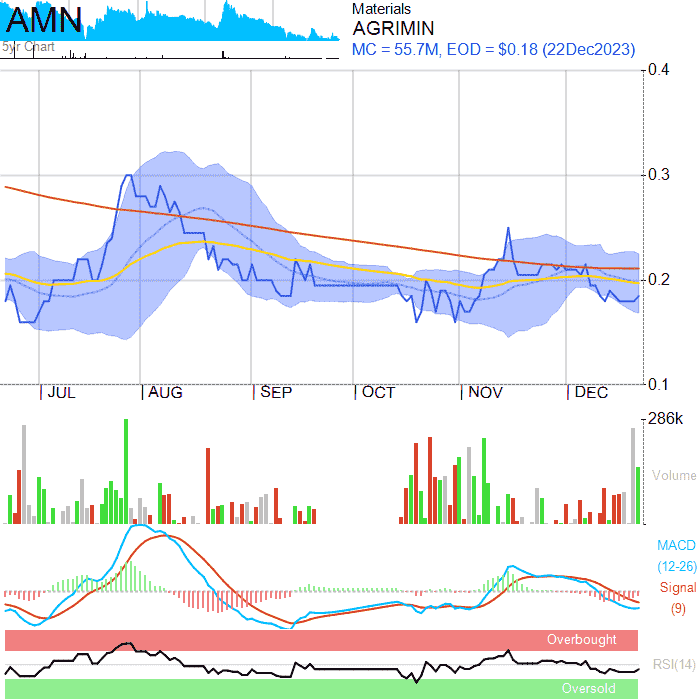 AMN
5yr Chart
Materials
AGRIMIN
MC = 55.7M, EOD = $0.18 (22Dec2023)
0.4
0.3
0.2
0.1
JUL
AUG
SEP
OCT
NOV
DEC
286k
Volume
MACD
(12-26)
Signal
(9)
Overbought
RSI(14)
Oversold